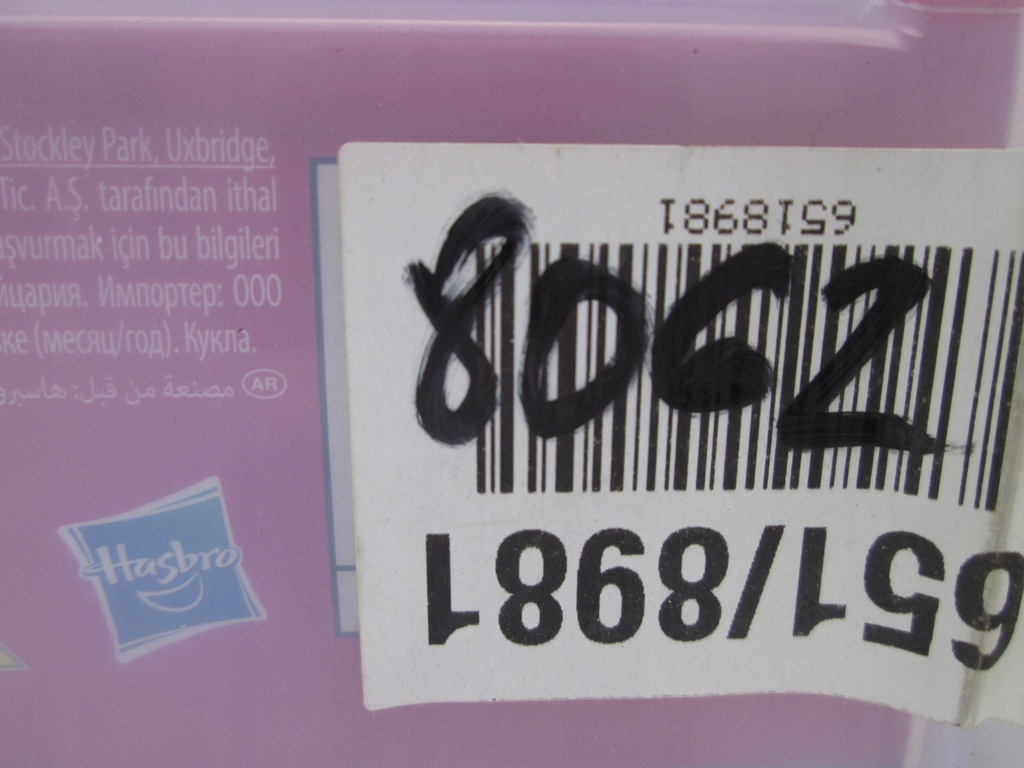 Stockley Park, Uxbridge,
Tic. A.Ş. tarafından ithal
şvurmak için bu bilgileri
йцария. Импортер: ООО
ке (месяц/год). Кукла.
AR مصنعة من قبل: هاسبرو
Hasbro
6518981
8062
651/8981